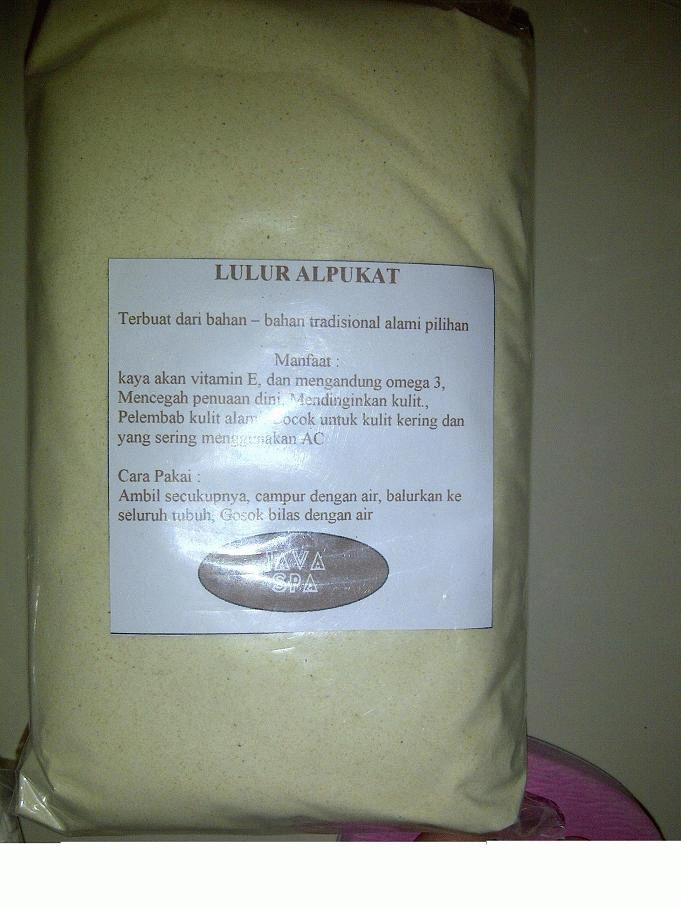 LULUR ALPUKAT
Terbuat dari bahan – bahan tradisional alami pilihan
Manfaat :
kaya akan vitamin E, dan mengandung omega 3,
Mencegah penuaan dini, Mendinginkan kulit.,
Pelembab kulit alami, Cocok untuk kulit kering dan
yang sering menggunakan AC
Cara Pakai :
Ambil secukupnya, campur dengan air, balurkan ke
seluruh tubuh, Gosok bilas dengan air
JAVA
SPA